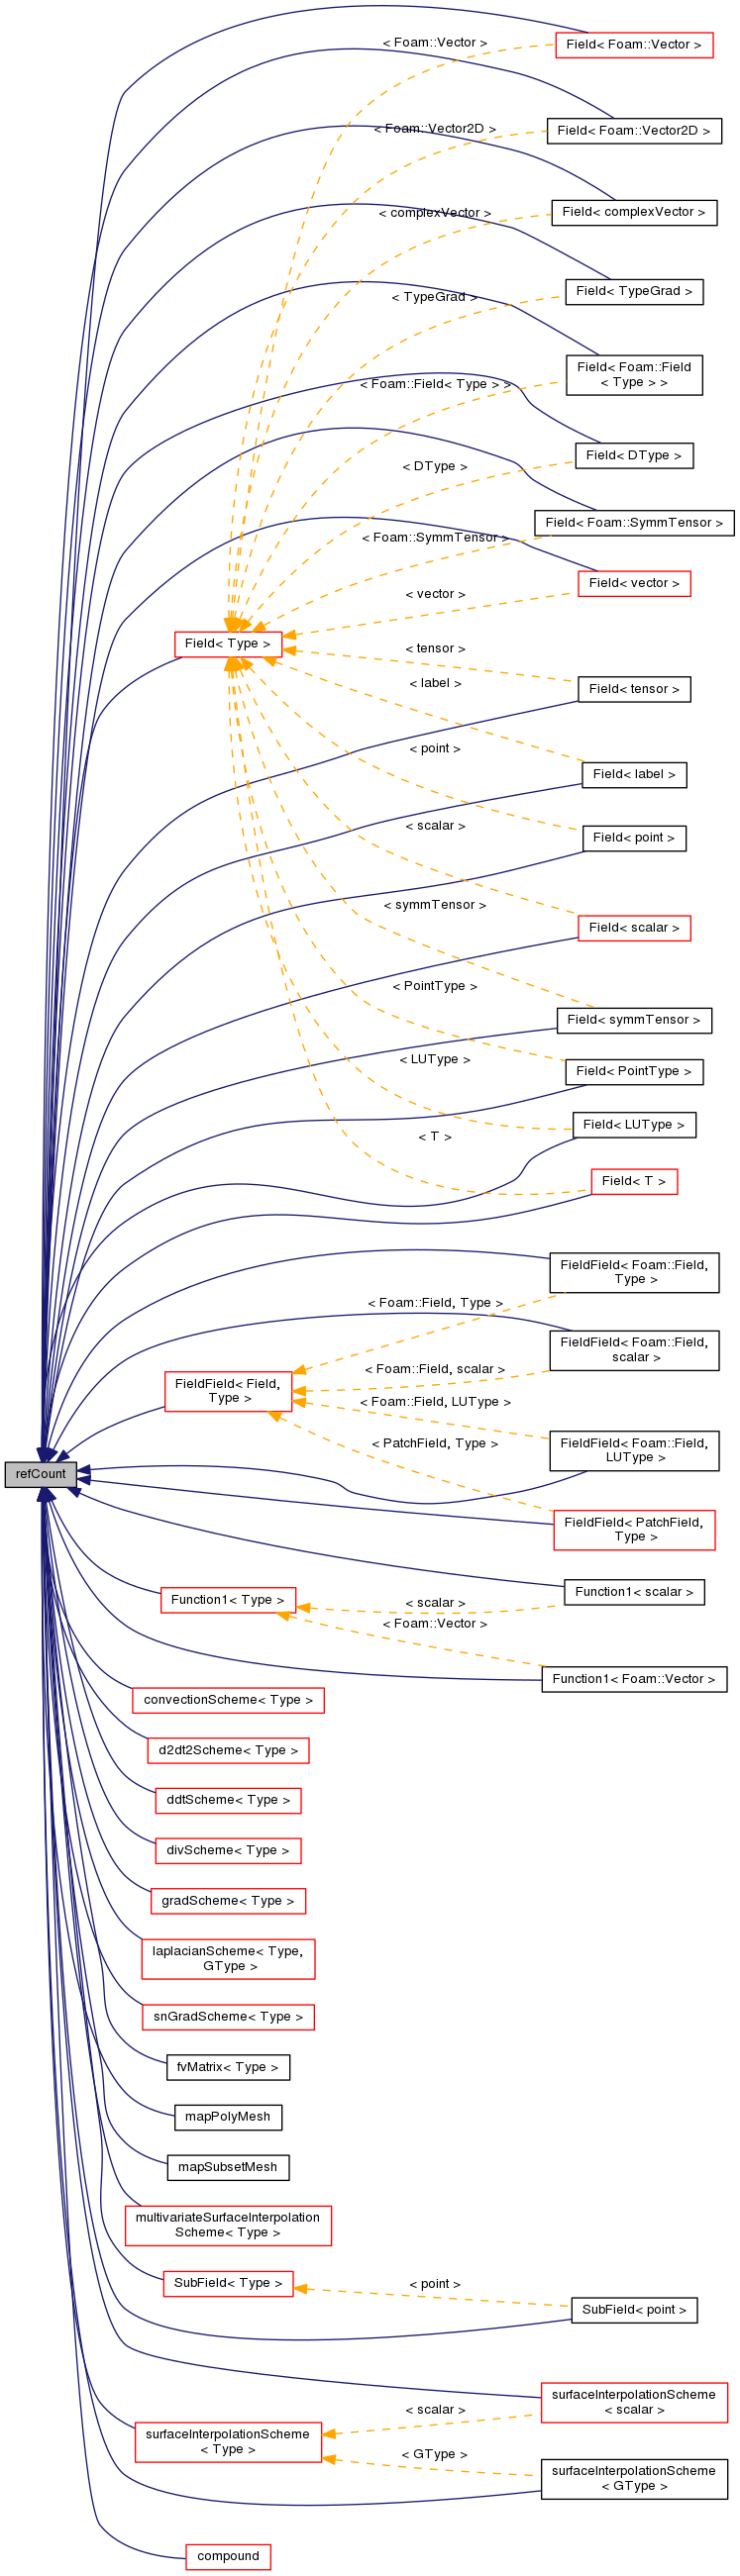 < Foam::Vector >
Field< Foam::Vector >
< Foam::Vector2D >
Field< Foam::Vector2D >
< complexVector >
Field< complexVector >
< TypeGrad >
Field< TypeGrad >
< Foam::Field< Type > >
Field< Foam::Field
< Type > >
< DType >
Field< DType >
< Foam::SymmTensor >
Field< Foam::SymmTensor >
< vector >
Field< vector >
Field< Type >
< tensor >
Field< tensor >
< label >
Field< label >
< point >
Field< point >
< scalar >
Field< scalar >
< symmTensor >
Field< symmTensor >
< PointType >
Field< PointType >
< LUType >
Field< LUType >
< T >
Field< T >
FieldField< Foam::Field,
Type >
< Foam::Field, Type >
FieldField< Foam::Field,
scalar >
< Foam::Field, scalar >
FieldField< Field,
Type >
< Foam::Field, LUType >
FieldField< Foam::Field,
LUType >
< PatchField, Type >
refCount
FieldField< PatchField,
Type >
Function1< Type >
< scalar >
Function1< scalar >
< Foam::Vector >
Function1< Foam::Vector >
convectionScheme< Type >
d2dt2Scheme< Type >
ddtScheme< Type >
divScheme< Type >
gradScheme< Type >
laplacianScheme< Type,
GType >
snGradScheme< Type >
fvMatrix< Type >
mapPolyMesh
mapSubsetMesh
multivariateSurfaceInterpolation
Scheme< Type >
SubField< Type >
< point >
SubField< point >
surfaceInterpolationScheme
< scalar >
< scalar >
surfaceInterpolationScheme
< Type >
< GType >
surfaceInterpolationScheme
< GType >
compound